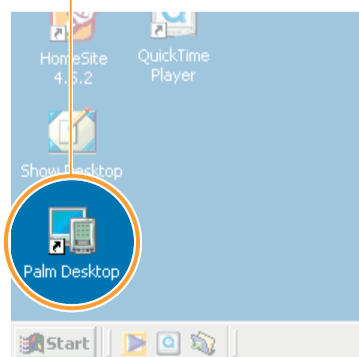 HomeSite
4.5.2
QuickTime
Player
Show Desktop
Palm Desktop
Start